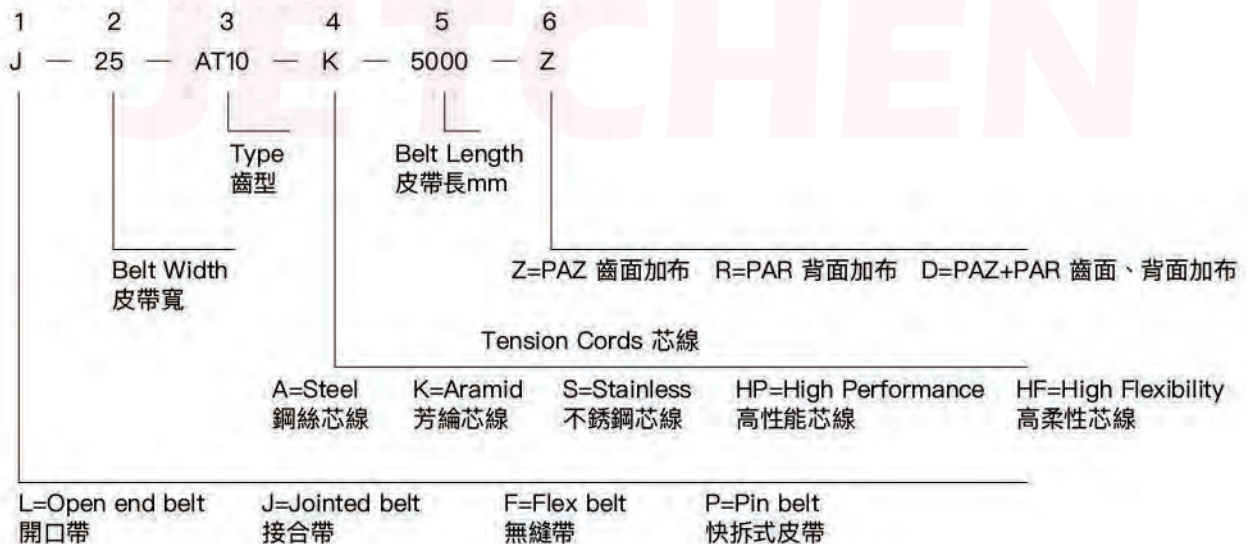 JETCHEN
1 2 3 4 5 6
J — 25 — AT10 — K — 5000 — Z
Type Belt Length
齒型 皮帶長mm
Belt Width
皮帶寬
Z=PAZ 齒面加布 R=PAR 背面加布 D=PAZ+PAR 齒面、背面加布
Tension Cords 芯線
A=Steel K=Aramid S=Stainless HP=High Performance HF=High Flexibility
鋼絲芯線 芳綸芯線 不銹鋼芯線 高性能芯線 高柔性芯線
L=Open end belt J=Jointed belt F=Flex belt P=Pin belt
開口帶 接合帶 無縫帶 快拆式皮帶